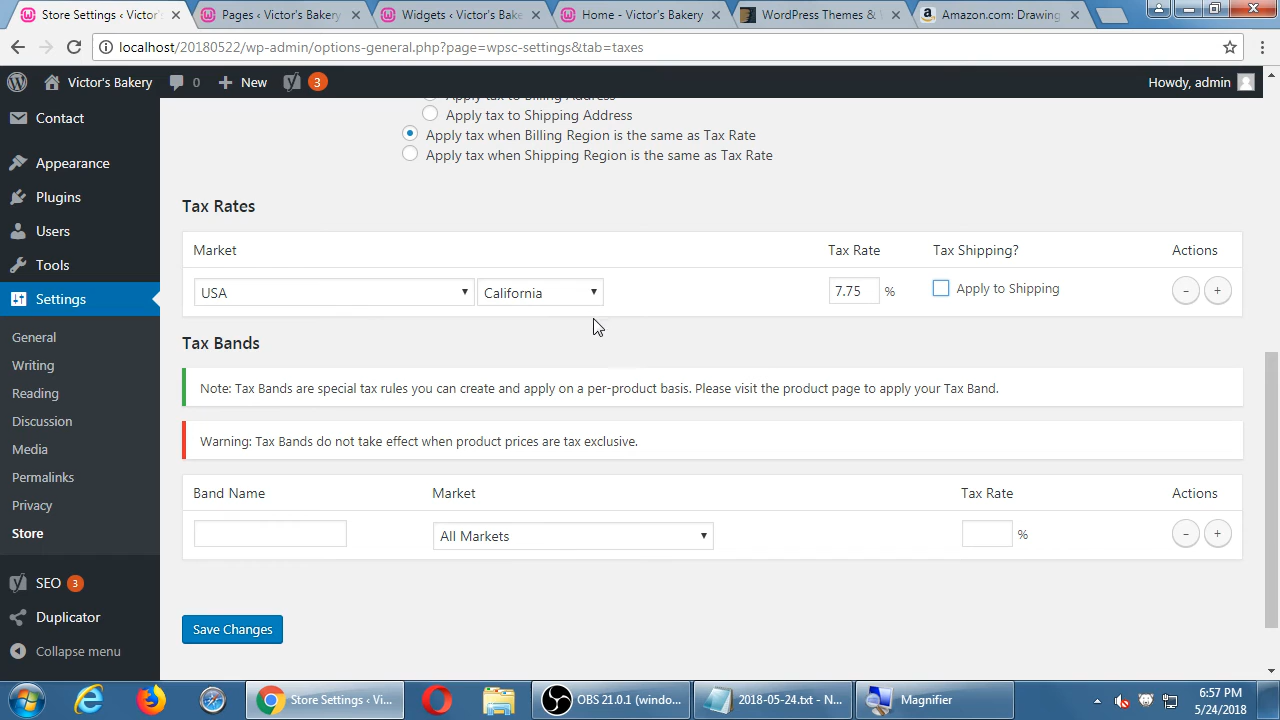 Store Settings ‹ Victor'
Pages ‹ Victor's Bakery
Widgets ‹ Victor's Bake
Home - Victor's Bakery
WordPress Themes & 
Amazon.com: Drawing
localhost/20180522/wp-admin/options-general.php?page=wpsc-settings&tab=taxes
Victor's Bakery 0 New 3 Howdy, admin
Contact
Appearance
Plugins
Users
Tools
Settings
General
Writing
Reading
Discussion
Media
Permalinks
Privacy
Store
SEO 3
Duplicator
Collapse menu
Apply tax to Billing Address
Apply tax to Shipping Address
Apply tax when Billing Region is the same as Tax Rate
Apply tax when Shipping Region is the same as Tax Rate
Tax Rates
Market Tax Rate Tax Shipping? Actions
USA California 7.75 % Apply to Shipping - +
Tax Bands
Note: Tax Bands are special tax rules you can create and apply on a per-product basis. Please visit the product page to apply your Tax Band.
Warning: Tax Bands do not take effect when product prices are tax exclusive.
Band Name Market Tax Rate Actions
All Markets % - +
Save Changes
Store Settings ‹ Vi...
OBS 21.0.1 (windo...
2018-05-24.txt - N...
Magnifier
6:57 PM
5/24/2018